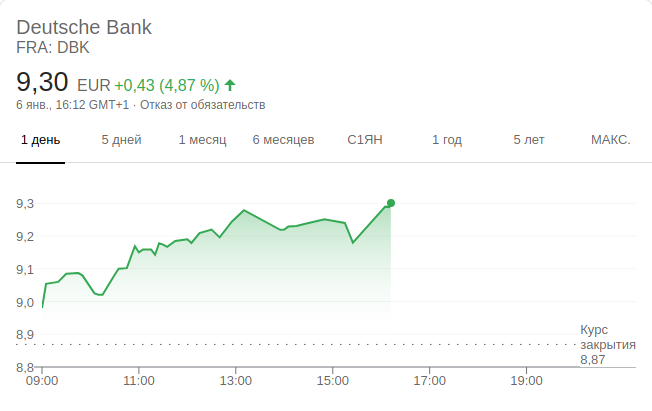 Deutsche Bank
FRA: DBK
9,30 EUR +0,43 (4,87 %)
6 янв., 16:12 GMT+1 · Отказ от обязательств
1 день 5 дней 1 месяц 6 месяцев С1ЯН 1 год 5 лет МАКС.
9,3
9,2
9,1
9,0
8,9
Курс
закрытия
8,87
8,8
09:00 11:00 13:00 15:00 17:00 19:00